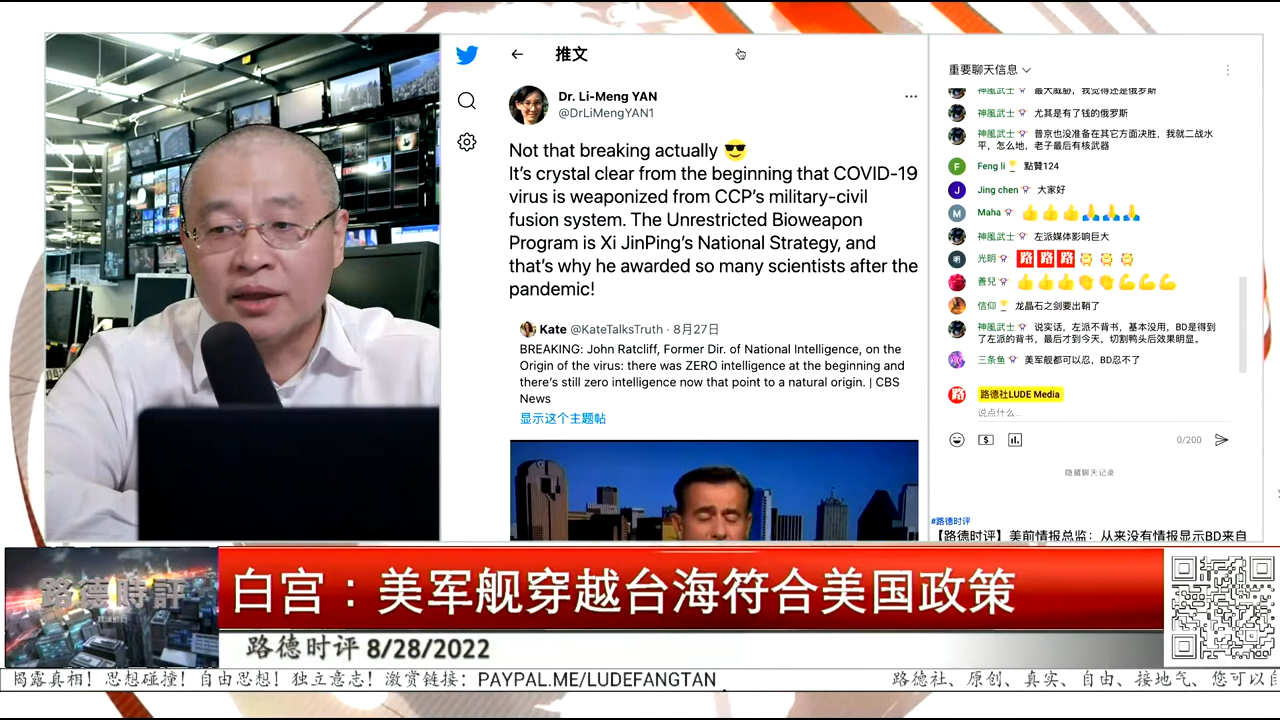 推文
Dr. Li-Meng YAN
@DrLiMengYAN1
Not that breaking actually 😎
It's crystal clear from the beginning that COVID-19
virus is weaponized from CCP's military-civil
fusion system. The Unrestricted Bioweapon
Program is Xi JinPing's National Strategy, and
that's why he awarded so many scientists after the
pandemic!
Kate @KateTalksTruth · 8月27日
BREAKING: John Ratcliff, Former Dir. of National Intelligence, on the
Origin of the virus: there was ZERO intelligence at the beginning and
there's still zero intelligence now that point to a natural origin. | CBS
News
显示这个主题帖
重要聊天信息
神風武士 最大威胁，我觉得还是俄罗斯
神風武士 尤其是有了钱的俄罗斯
神風武士 普京也没准备在其它方面决胜，我就二战水
平，怎么地，老子最后有核武器
Feng li 點贊124
Jing chen 大家好
Maha 👍👍👍🙏🙏🙏
神風武士 左派媒体影响巨大
光明 路 路 路
善兒 👍👍👍👏👏💪💪💪
信仰 龙晶石之剑要出鞘了
神風武士 说实话，左派不背书，基本没用，BD是得到
了左派的背书，最后才到今天，切割鸭头后效果明显。
三条鱼 美军舰都可以忍，BD忍不了
路德社LUDE Media
说点什么...
0/200
隐藏聊天记录
#路德时评
【路德时评】美前情报总监：从来没有情报显示BD来自
路德時評
白宫：美军舰穿越台海符合美国政策
路德时评 8/28/2022
揭露真相！思想碰撞！自由思想！独立意志！激赏链接：PAYPAL.ME/LUDEFANGTAN
路德社、原创、真实、自由、接地气、您可以自